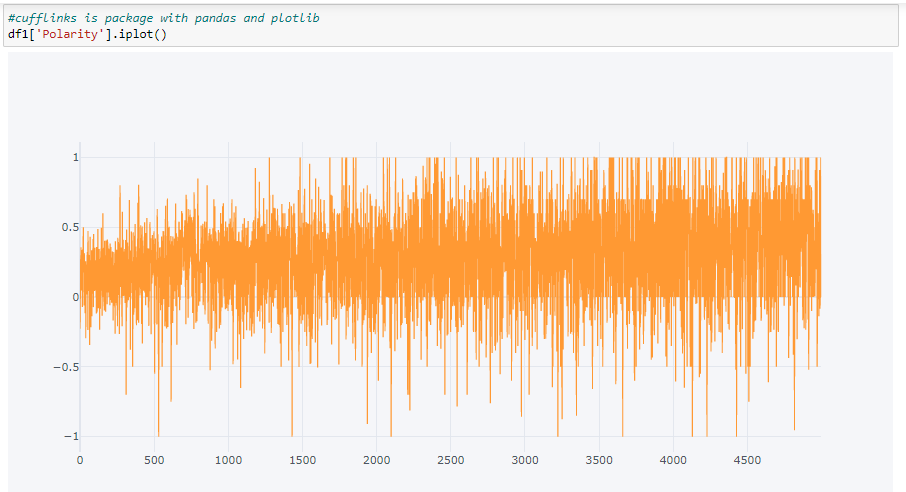 #cufflinks is package with pandas and plotlib
df1['Polarity'].iplot()
1
0.5
0
−0.5
−1
0 500 1000 1500 2000 2500 3000 3500 4000 4500